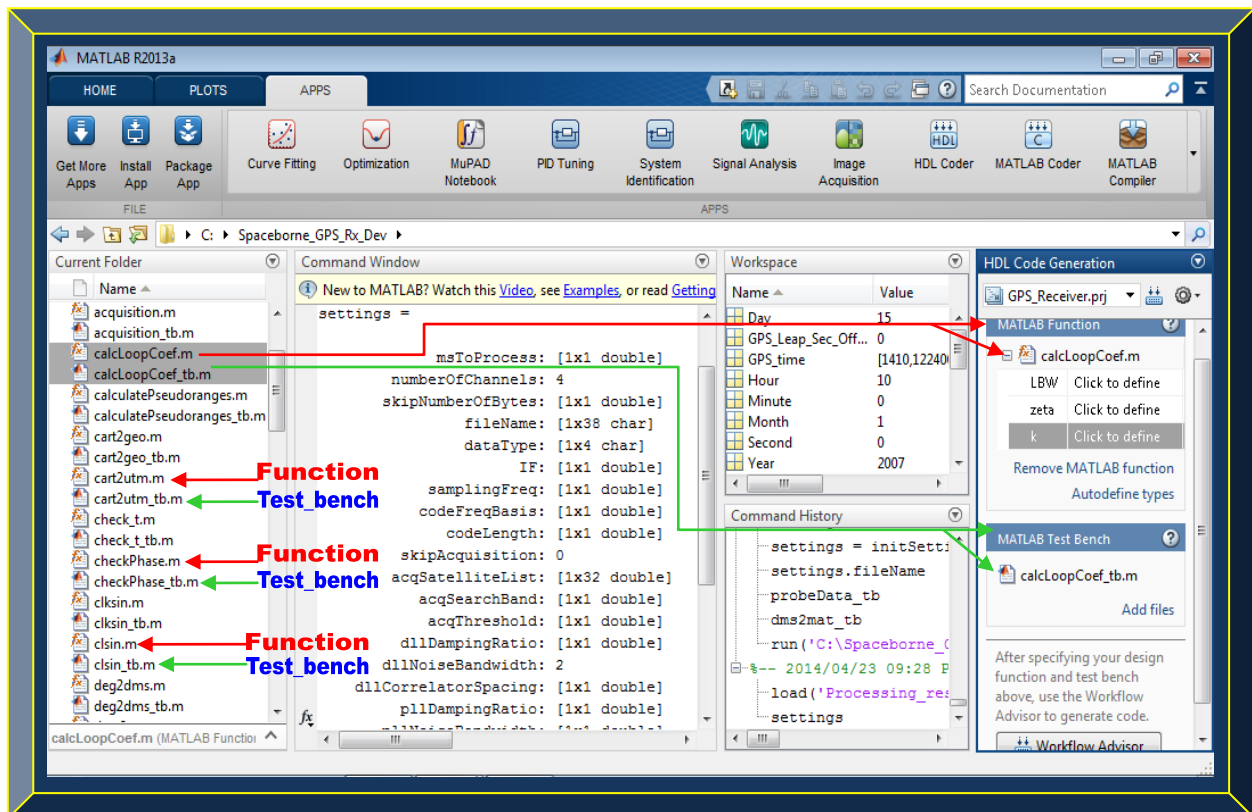 MATLAB R2013a
HOME PLOTS APPS
Search Documentation
Get More Apps
Install App
Package App
Curve Fitting
Optimization
MuPAD Notebook
PID Tuning
System Identification
Signal Analysis
Image Acquisition
HDL Coder
MATLAB Coder
MATLAB Compiler
FILE
APPS
C: Spaceborne_GPS_Rx_Dev
Current Folder
Name
acquisition.m
acquisition_tb.m
calcLoopCoef.m
calcLoopCoef_tb.m
calculatePseudoranges.m
calculatePseudoranges_tb.m
cart2geo.m
cart2geo_tb.m
cart2utm.m
cart2utm_tb.m
check_t.m
check_t_tb.m
checkPhase.m
checkPhase_tb.m
clksin.m
clksin_tb.m
clsin.m
clsin_tb.m
deg2dms.m
deg2dms_tb.m
calcLoopCoef.m (MATLAB Function
Function
Test_bench
Function
Test_bench
Function
Test_bench
Command Window
New to MATLAB? Watch this Video, see Examples, or read Getting
settings =
msToProcess: [1x1 double]
numberOfChannels: 4
skipNumberOfBytes: [1x1 double]
fileName: [1x38 char]
dataType: [1x4 char]
IF: [1x1 double]
samplingFreq: [1x1 double]
codeFreqBasis: [1x1 double]
codeLength: [1x1 double]
skipAcquisition: 0
acqSatelliteList: [1x32 double]
acqSearchBand: [1x1 double]
acqThreshold: [1x1 double]
dllDampingRatio: [1x1 double]
dllNoiseBandwidth: 2
dllCorrelatorSpacing: [1x1 double]
pllDampingRatio: [1x1 double]
pllNoiseBandwidth: [1x1 double]
fx
Workspace
Name Value
Day 15
GPS_Leap_Sec_Off... 0
GPS_time [1410,12240
Hour 10
Minute 0
Month 1
Second 0
Year 2007
Command History
settings = initSetti
settings.fileName
probeData_tb
dms2mat_tb
run('C:\Spaceborne_G
%-- 2014/04/23 09:28 P
load('Processing_res
settings
HDL Code Generation
GPS_Receiver.prj
MATLAB Function
calcLoopCoef.m
LBW Click to define
zeta Click to define
k Click to define
Remove MATLAB function
Autodefine types
MATLAB Test Bench
calcLoopCoef_tb.m
Add files
After specifying your design
function and test bench
above, use the Workflow
Advisor to generate code.
Workflow Advisor